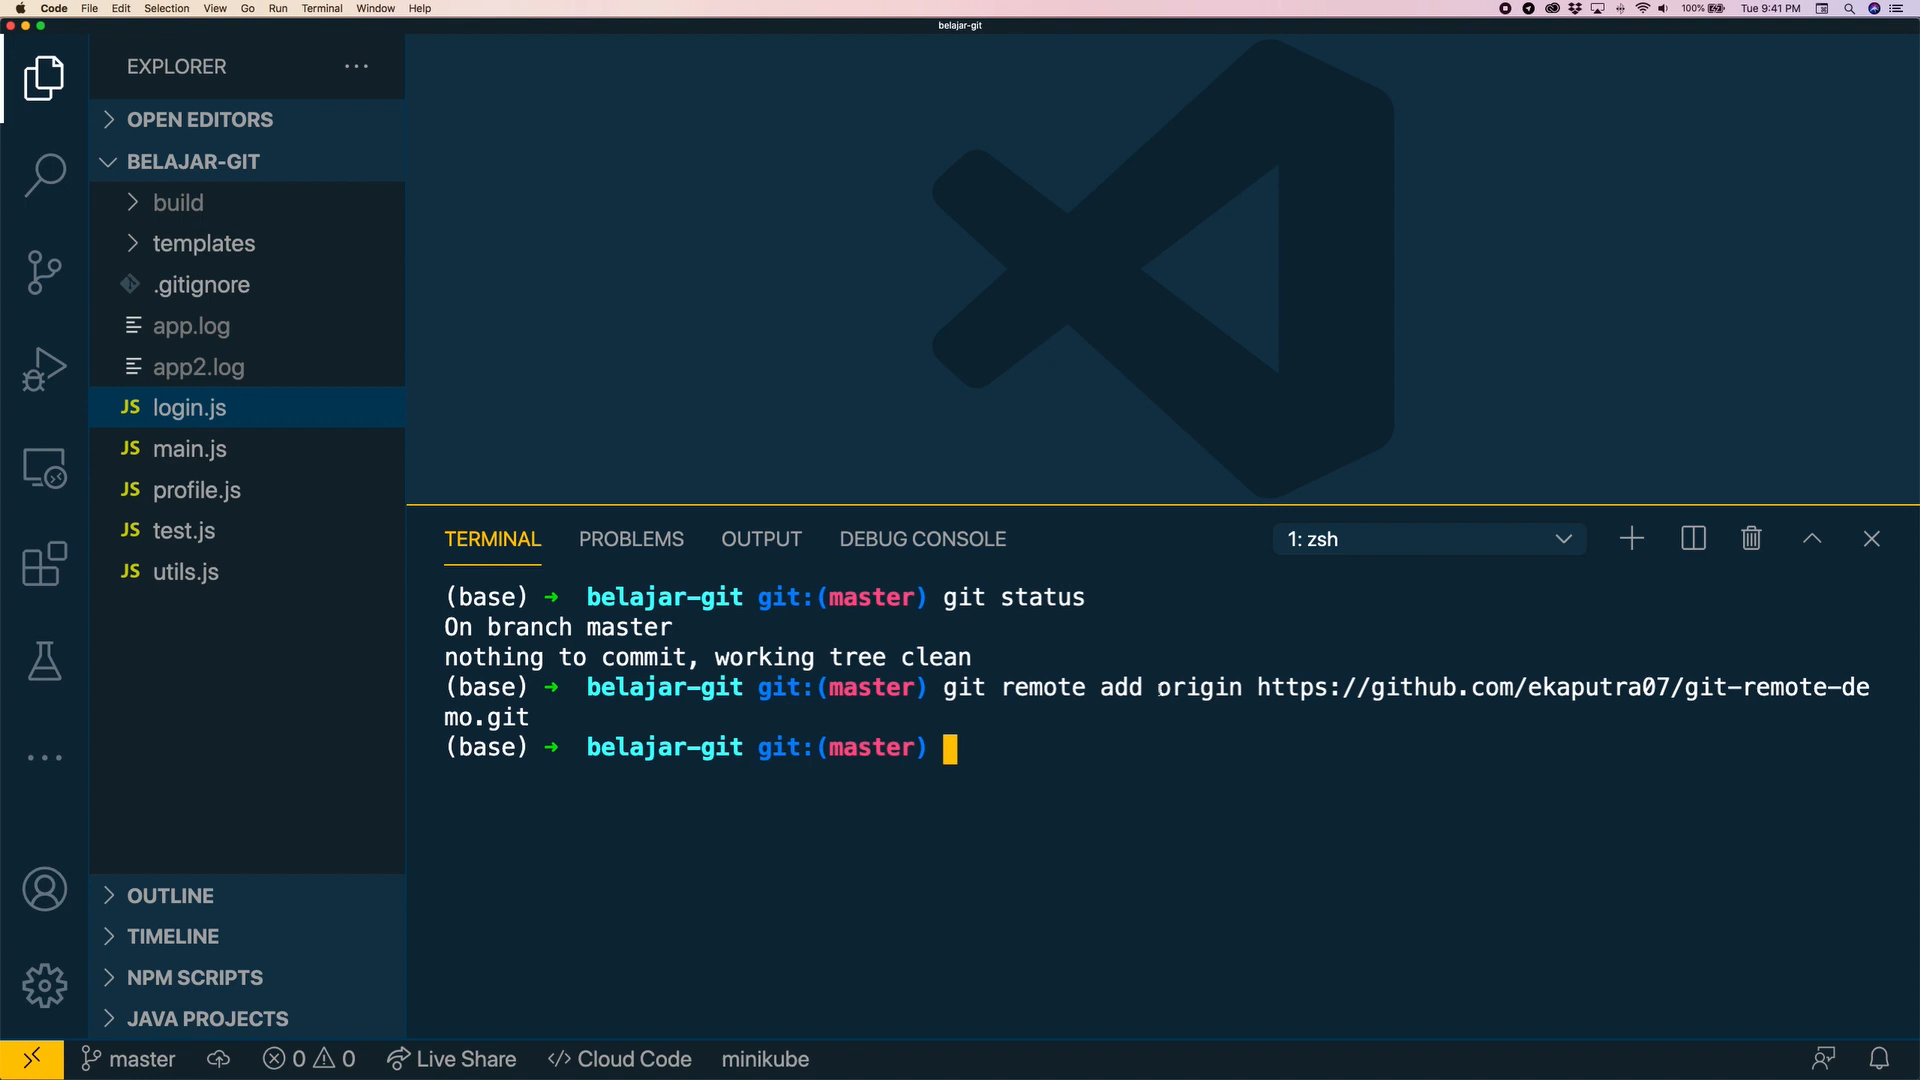 Code File Edit Selection View Go Run Terminal Window Help 100% Tue 9:41 PM
belajar-git
EXPLORER
OPEN EDITORS
BELAJAR-GIT
build
templates
.gitignore
app.log
app2.log
JS login.js
JS main.js
JS profile.js
JS test.js
JS utils.js
OUTLINE
TIMELINE
NPM SCRIPTS
JAVA PROJECTS
TERMINAL PROBLEMS OUTPUT DEBUG CONSOLE 1: zsh
(base) ➜ belajar-git git:(master) git status
On branch master
nothing to commit, working tree clean
(base) ➜ belajar-git git:(master) git remote add origin https://github.com/ekaputra07/git-remote-de
mo.git
(base) ➜ belajar-git git:(master)
master 0 0 Live Share Cloud Code minikube